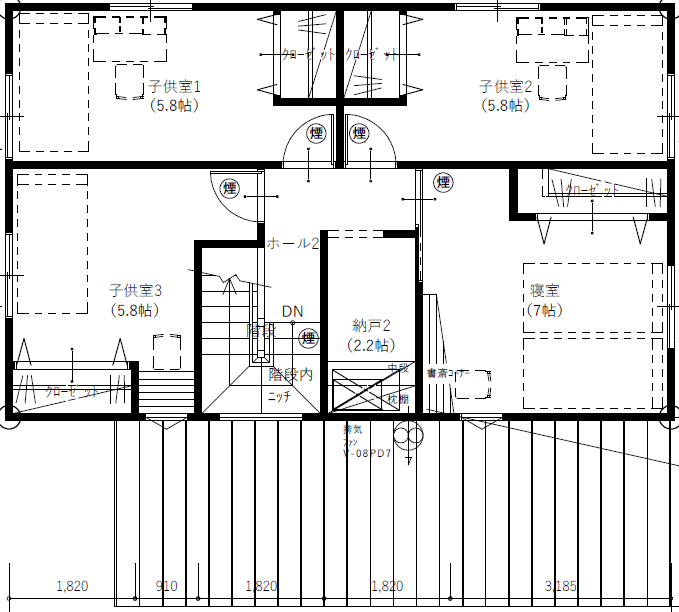 ｸﾛｰｾﾞｯﾄ
ｸﾛｰｾﾞｯﾄ
子供室1
(5.8帖)
子供室2
(5.8帖)
煙
煙
煙
煙
ｸﾛｰｾﾞｯﾄ
ホール2
子供室3
(5.8帖)
DN
階段
煙
納戸2
(2.2帖)
寝室
(7帖)
階段内
ﾆｯﾁ
中段
枕棚
書斎ｺｰﾅｰ
ｸﾛｰｾﾞｯﾄ
排気
ﾌｧﾝ
V-08PD7
1,820
910
1,820
1,820
3,185